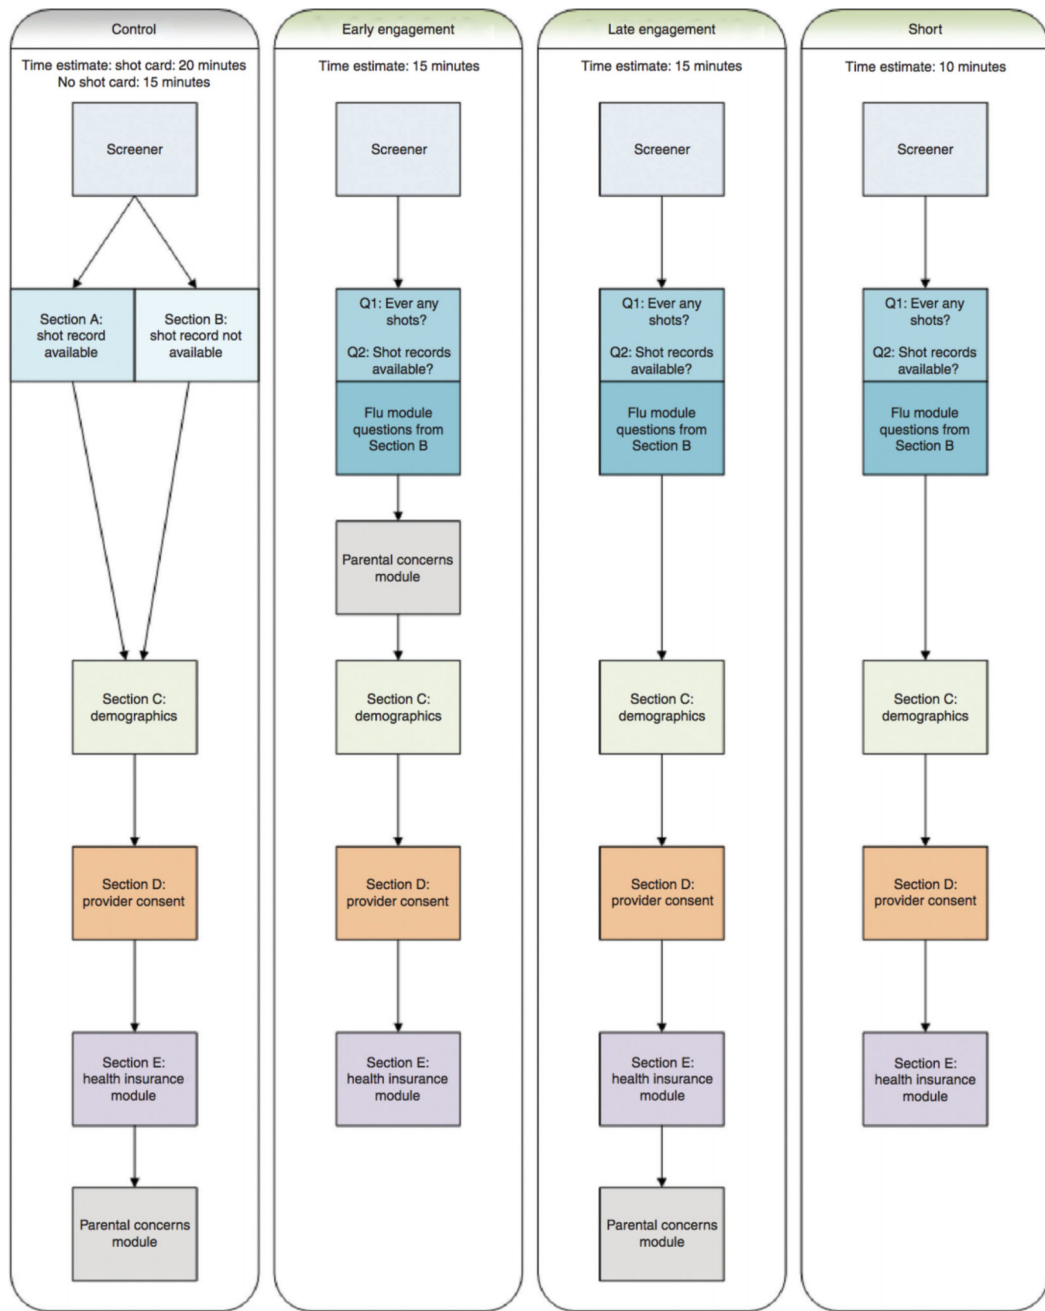 Control
Time estimate: shot card: 20 minutes
No shot card: 15 minutes
Screener
Section A:
shot record
available
Section B:
shot record not
available
Section C:
demographics
Section D:
provider consent
Section E:
health insurance
module
Parental concerns
module
Early engagement
Time estimate: 15 minutes
Screener
Q1: Ever any
shots?
Q2: Shot records
available?
Flu module
questions from
Section B
Parental concerns
module
Section C:
demographics
Section D:
provider consent
Section E:
health insurance
module
Late engagement
Time estimate: 15 minutes
Screener
Q1: Ever any
shots?
Q2: Shot records
available?
Flu module
questions from
Section B
Section C:
demographics
Section D:
provider consent
Section E:
health insurance
module
Parental concerns
module
Short
Time estimate: 10 minutes
Screener
Q1: Ever any
shots?
Q2: Shot records
available?
Flu module
questions from
Section B
Section C:
demographics
Section D:
provider consent
Section E:
health insurance
module